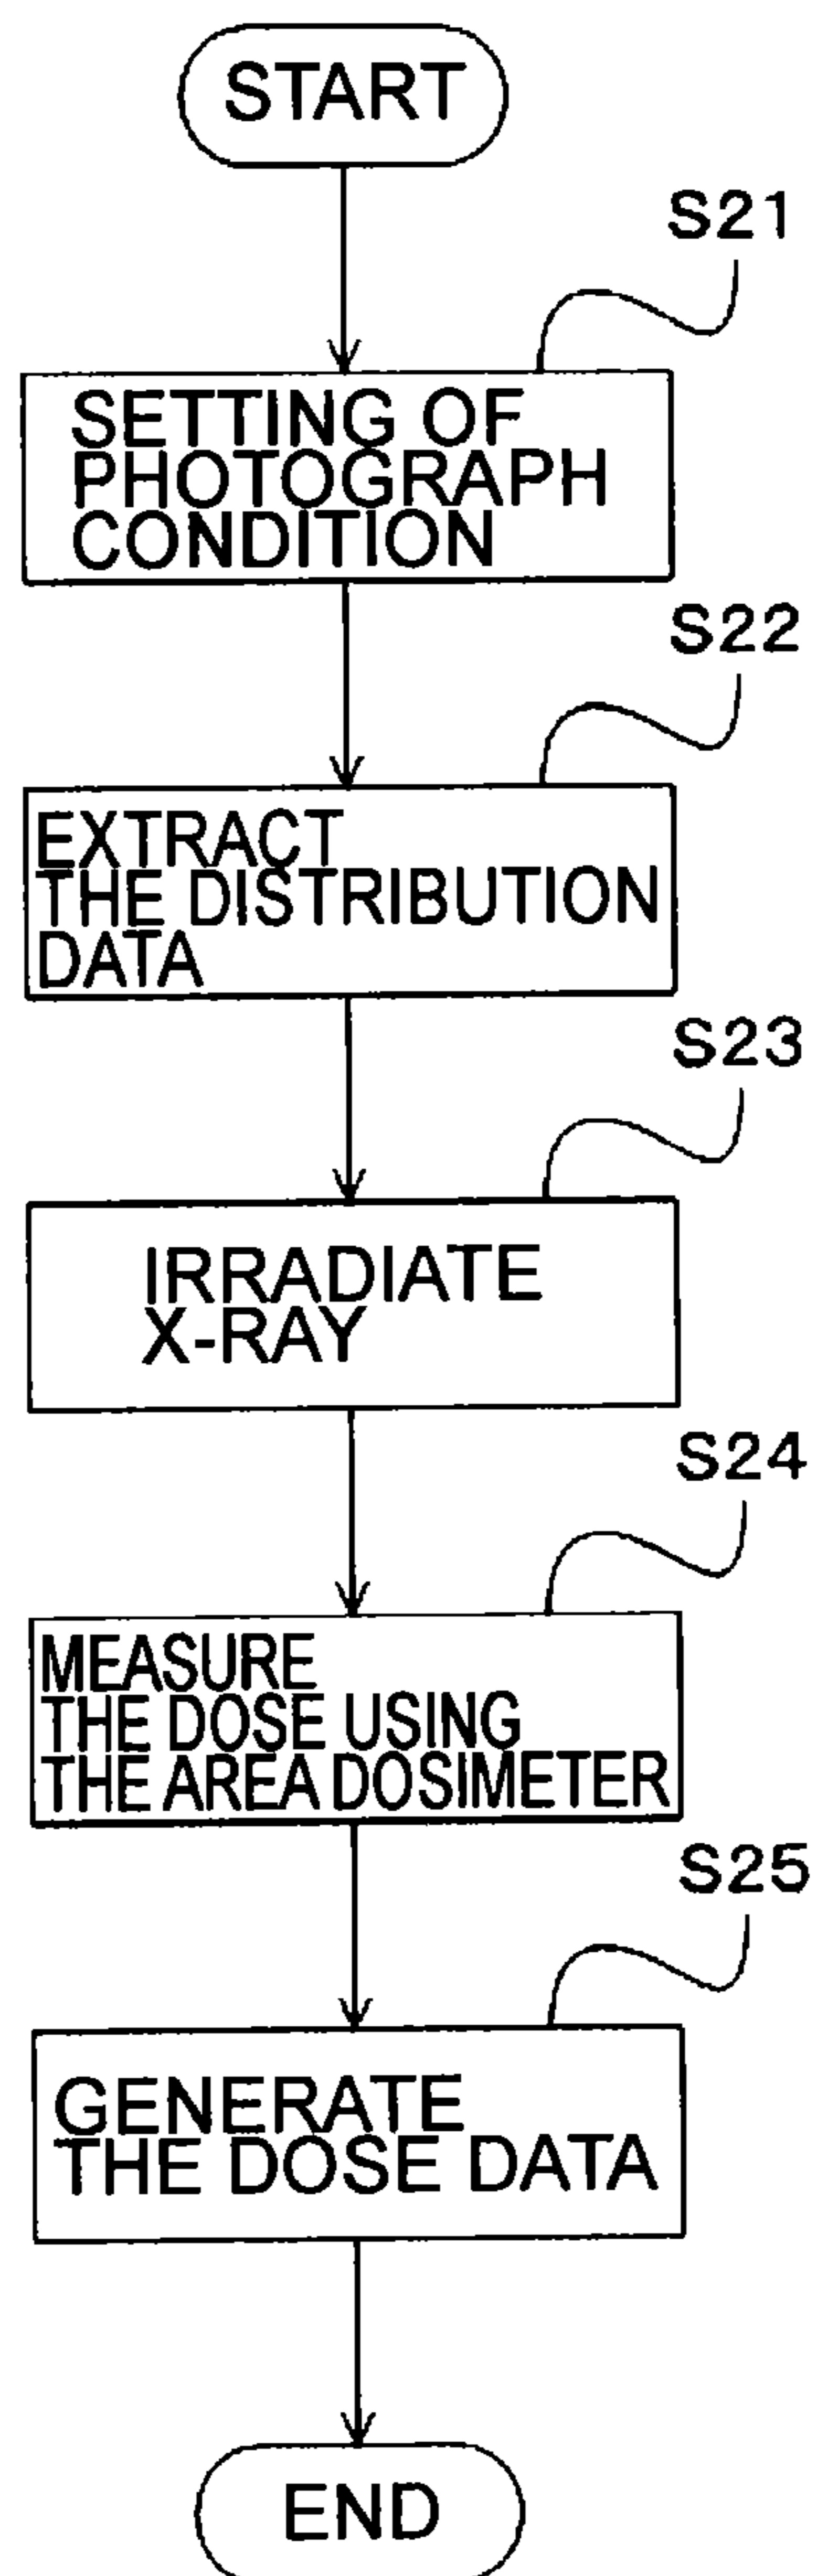 START
S21
SETTING OF
PHOTOGRAPH
CONDITION
S22
EXTRACT
THE DISTRIBUTION
DATA
S23
IRRADIATE
X-RAY
S24
MEASURE
THE DOSE USING
THE AREA DOSIMETER
S25
GENERATE
THE DOSE DATA
END